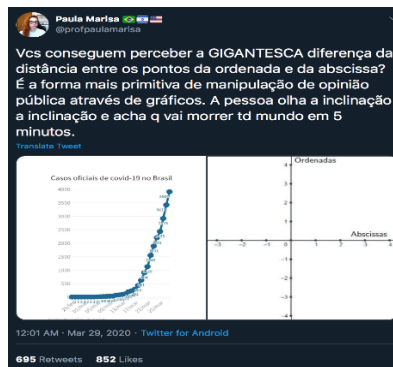 Paula Marisa
@profpaulamarisa
Vcs conseguem perceber a GIGANTESCA diferença da
distância entre os pontos da ordenada e da abscissa?
É a forma mais primitiva de manipulação de opinião
pública através de gráficos. A pessoa olha a inclinação
a inclinação e acha q vai morrer td mundo em 5
minutos.
Translate Tweet
Casos oficiais de covid-19 no Brasil
4000
3500
3000
2500
2000
1500
1000
500
Ordenadas
4
3
2
1
Abscissas
-3 -2 -1 0 1 2 3 4
-1
-2
-3
-4
12:01 AM · Mar 29, 2020 · Twitter for Android
695 Retweets 852 Likes